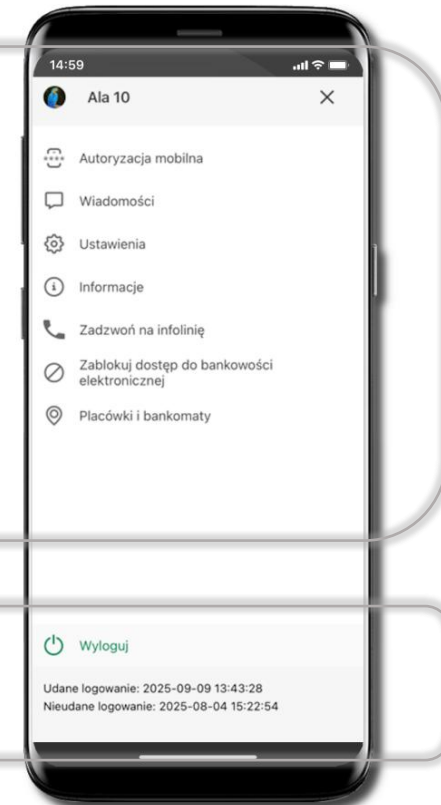 14:59
Ala 10
Autoryzacja mobilna
Wiadomości
Ustawienia
Informacje
Zadzwoń na infolinię
Zablokuj dostęp do bankowości
elektronicznej
Placówki i bankomaty
Wyloguj
Udane logowanie: 2025-09-09 13:43:28
Nieudane logowanie: 2025-08-04 15:22:54